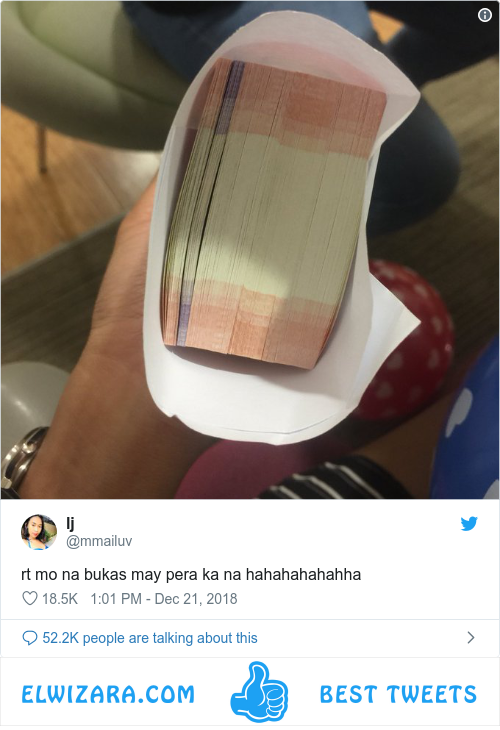 lj
@mmailuv
rt mo na bukas may pera ka na hahahahahahha
18.5K 1:01 PM - Dec 21, 2018
52.2K people are talking about this
ELWIZARA.COM BEST TWEETS